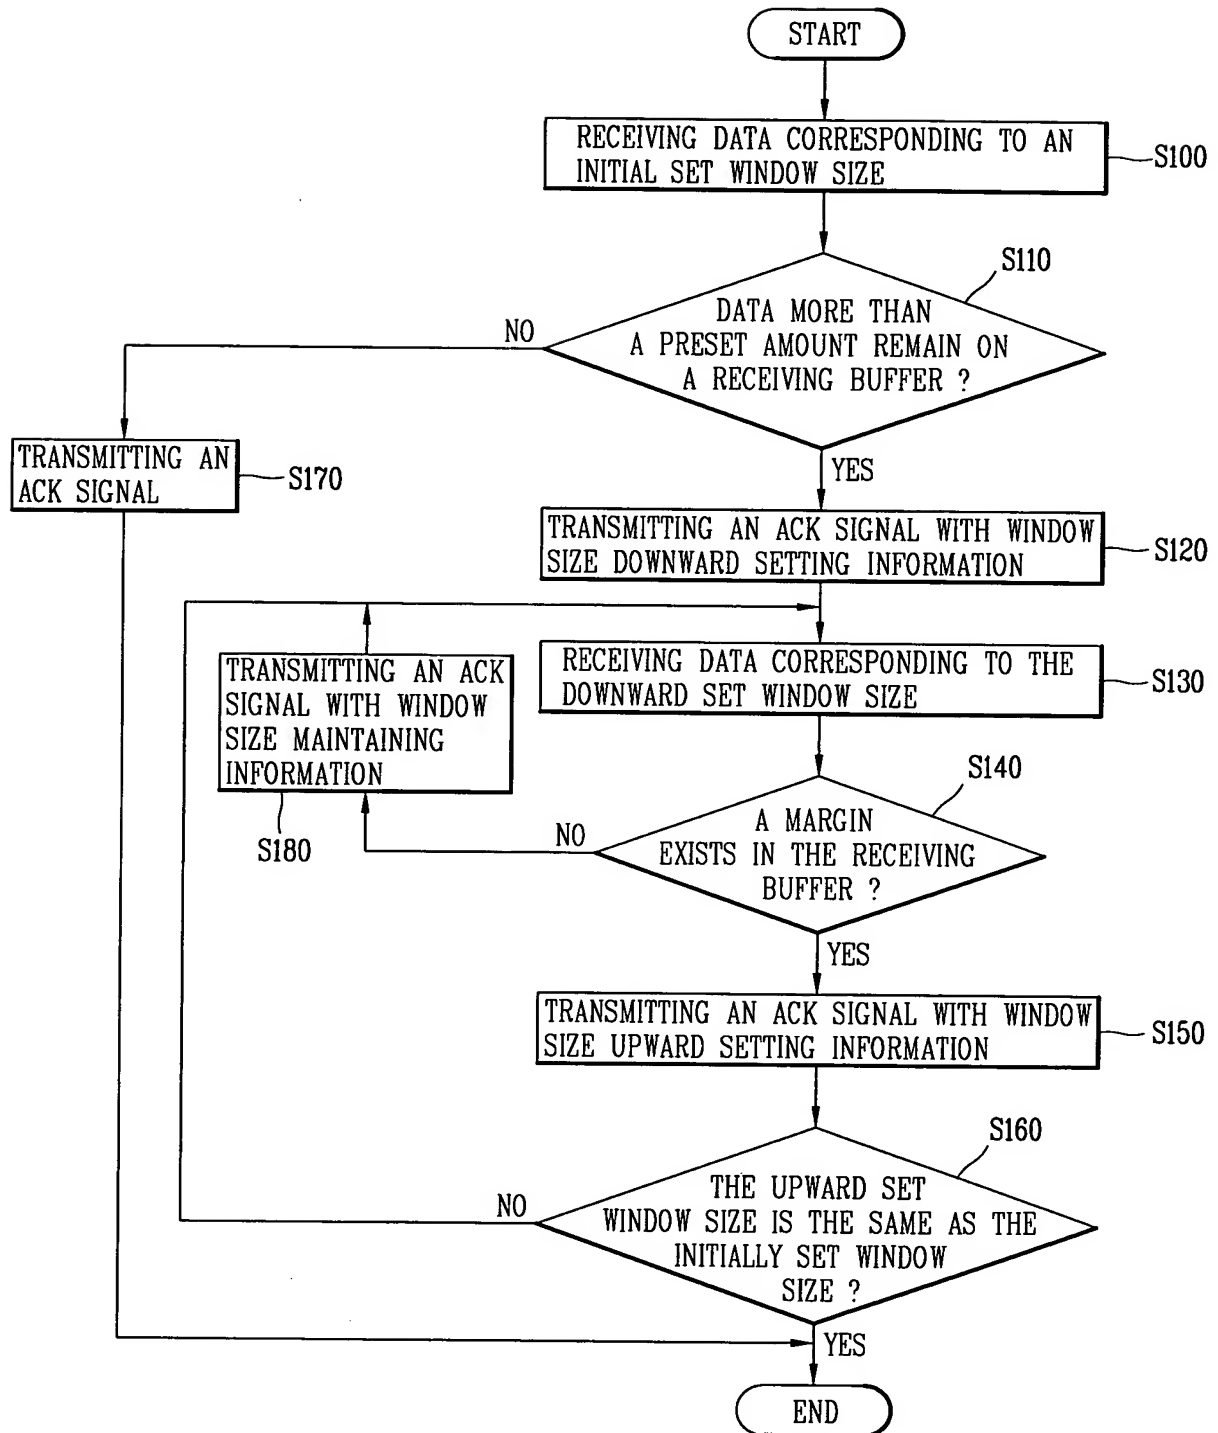 START
RECEIVING DATA CORRESPONDING TO AN
INITIAL SET WINDOW SIZE
S100
S110
DATA MORE THAN
A PRESET AMOUNT REMAIN ON
A RECEIVING BUFFER ?
NO
YES
TRANSMITTING AN
ACK SIGNAL
S170
TRANSMITTING AN ACK SIGNAL WITH WINDOW
SIZE DOWNWARD SETTING INFORMATION
S120
RECEIVING DATA CORRESPONDING TO THE
DOWNWARD SET WINDOW SIZE
S130
TRANSMITTING AN ACK
SIGNAL WITH WINDOW
SIZE MAINTAINING
INFORMATION
S180
S140
A MARGIN
EXISTS IN THE RECEIVING
BUFFER ?
NO
YES
TRANSMITTING AN ACK SIGNAL WITH WINDOW
SIZE UPWARD SETTING INFORMATION
S150
S160
THE UPWARD SET
WINDOW SIZE IS THE SAME AS THE
INITIALLY SET WINDOW
SIZE ?
NO
YES
END